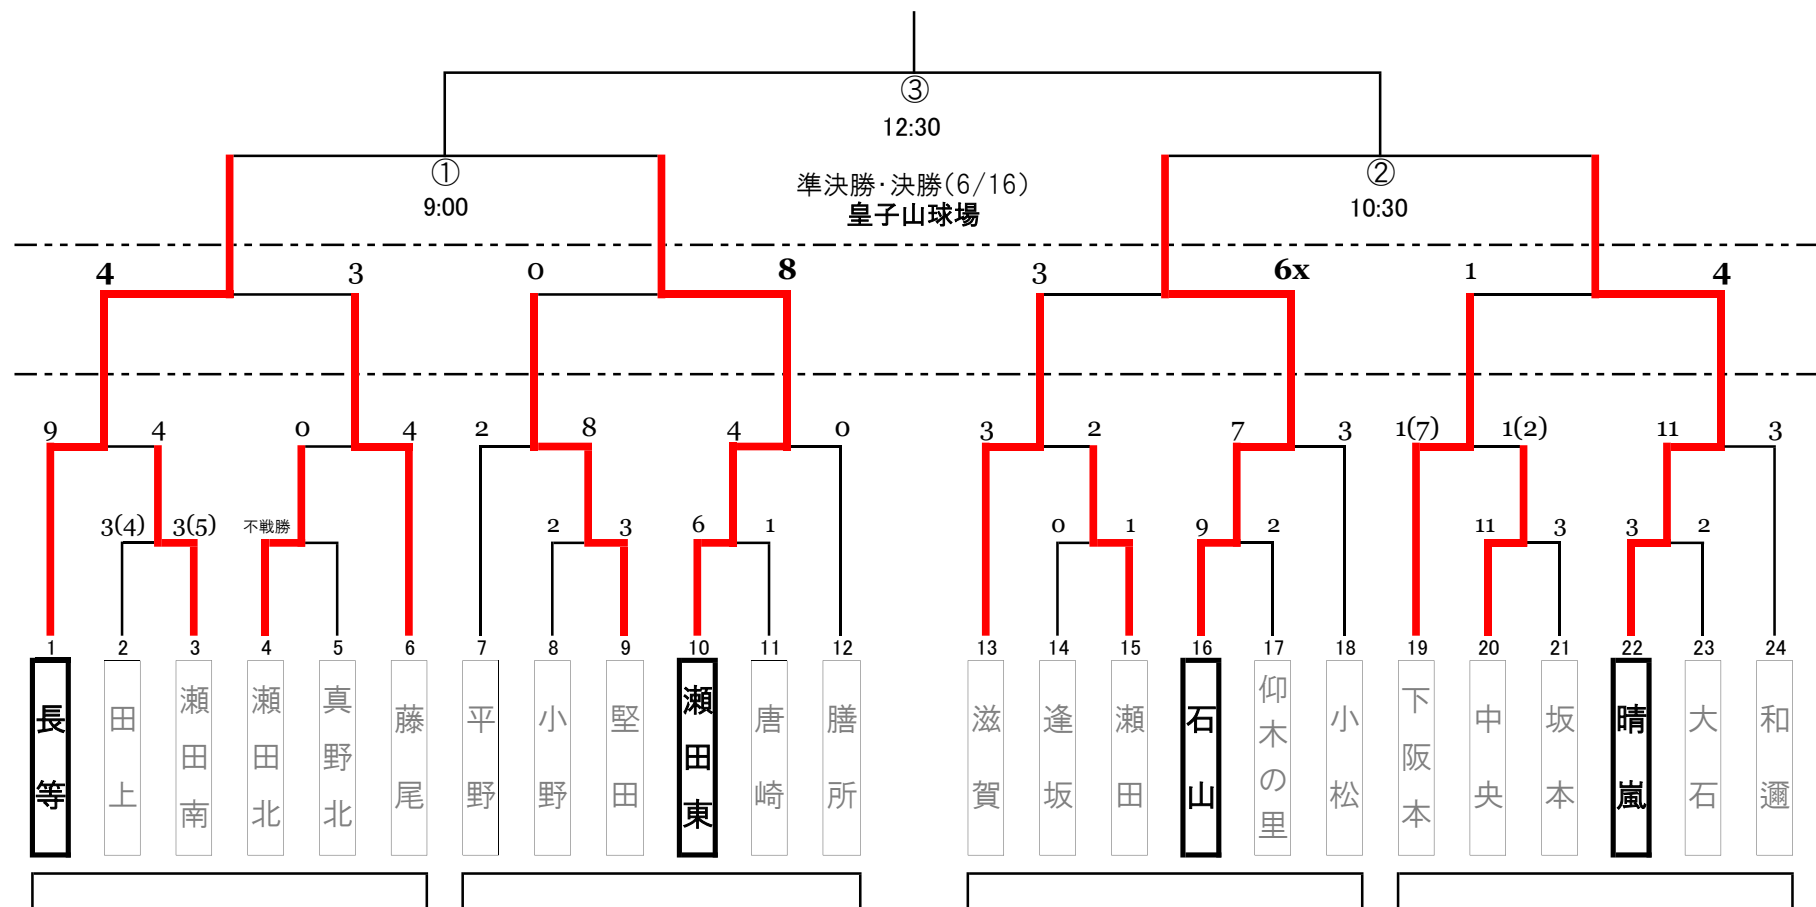 ③
12:30
① ②
準決勝・決勝(6/16)
9:00 皇子山球場 10:30
4 3 0 8 3 6x 1 4
9 4 0 4 2 8 4 0 3 2 7 3 1(7) 1(2) 11 3
3(4) 3(5) 不戦勝 2 3 6 1 0 1 9 2 11 3 3 2
1 2 3 4 5 6 7 8 9 10 11 12 13 14 15 16 17 18 19 20 21 22 23 24
長等
田上
瀬田南
瀬田北
真野北
藤尾
平野
小野
堅田
瀬田東
唐崎
膳所
滋賀
逢坂
瀬田
石山
仰木の里
小松
下阪本
中央
坂本
晴嵐
大石
和邇